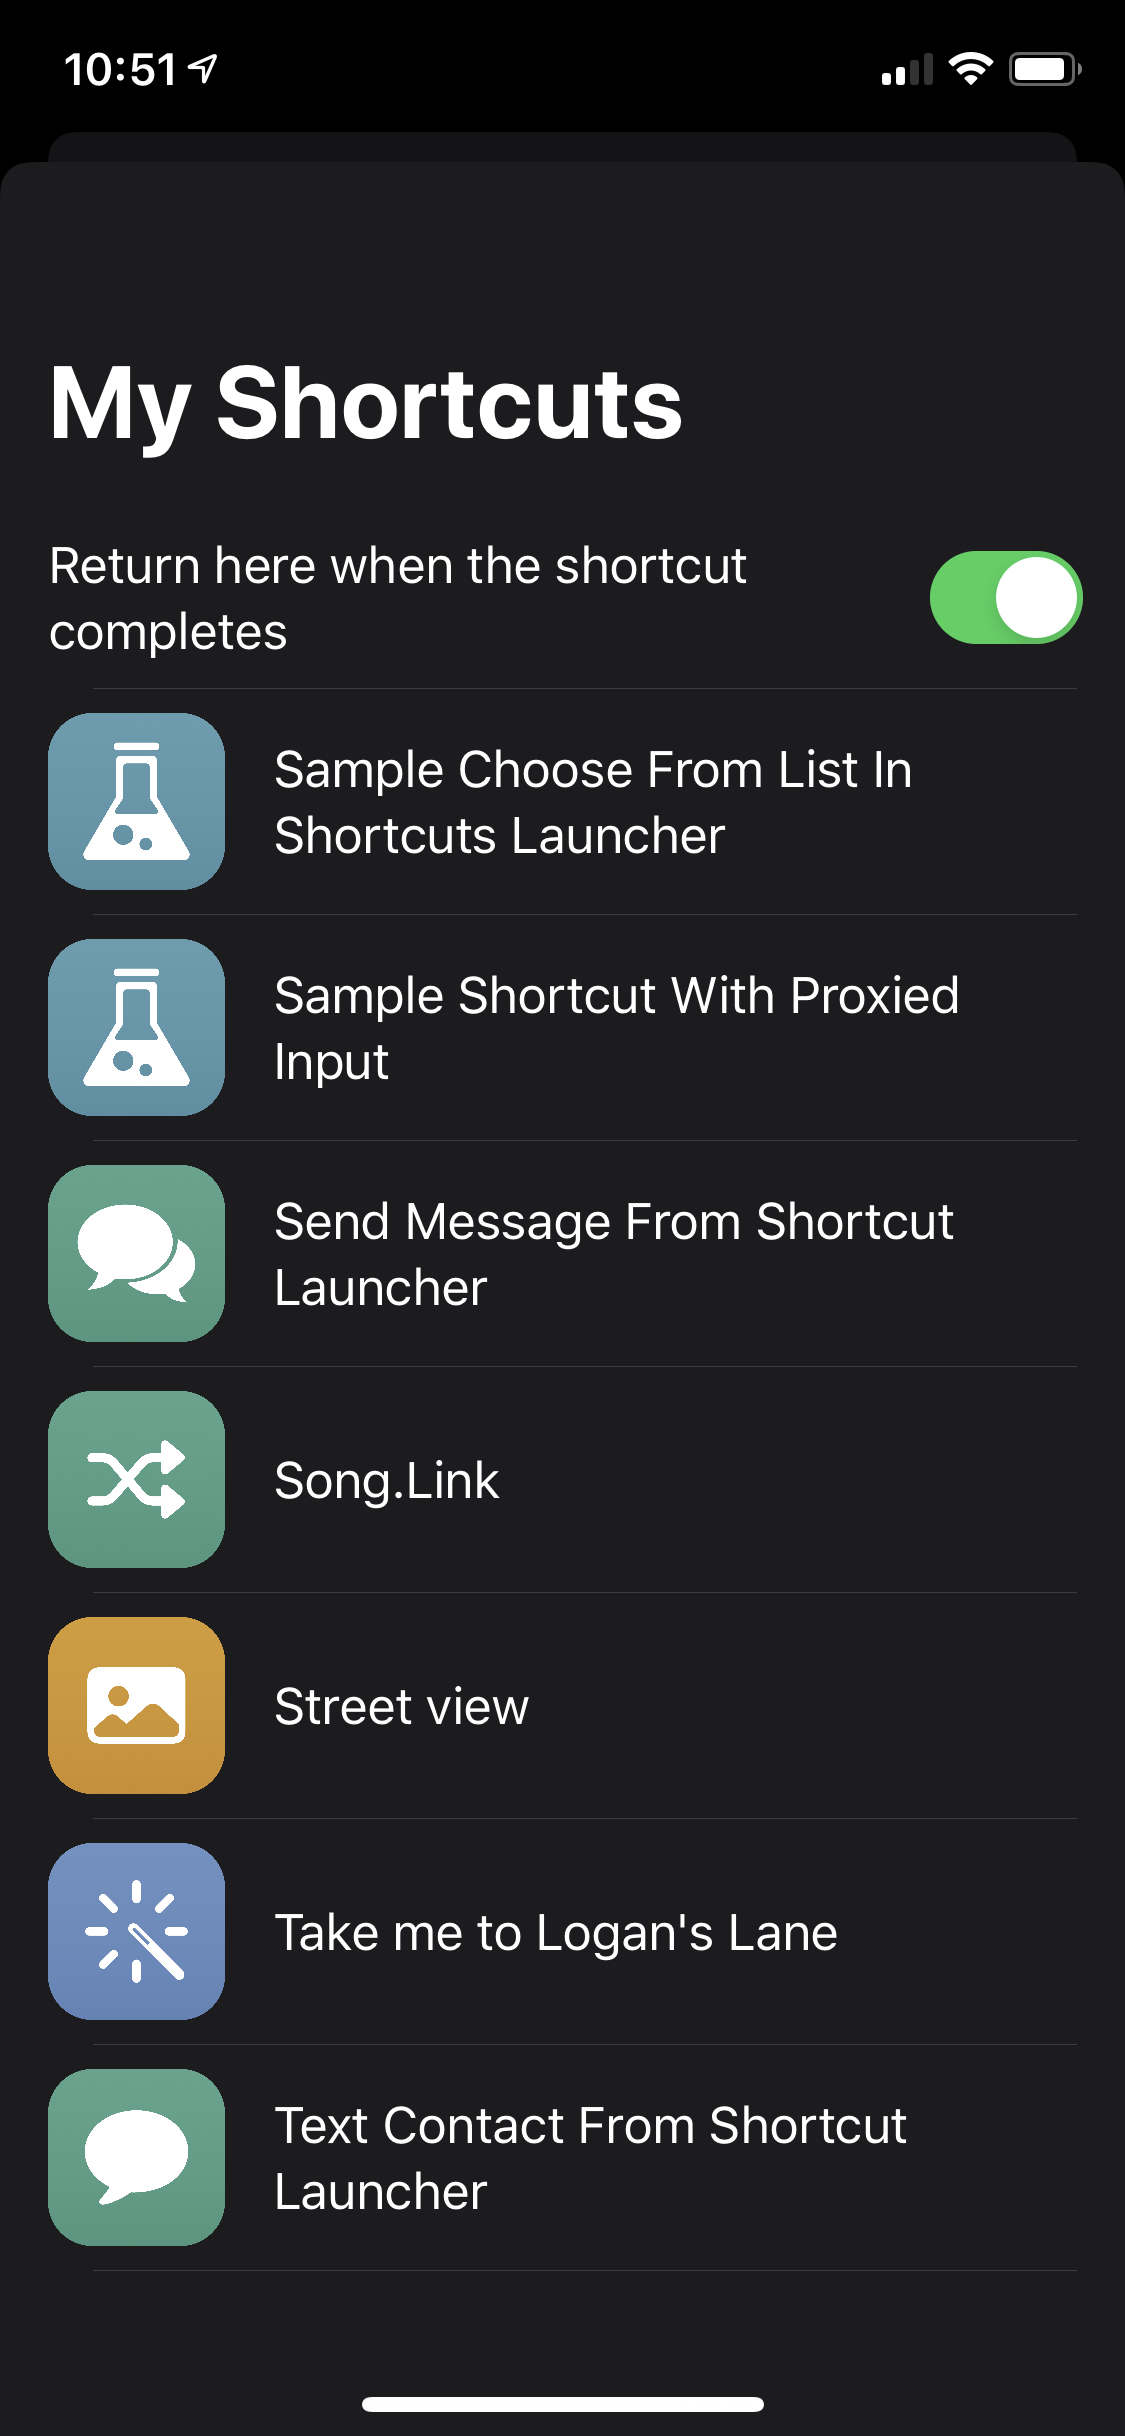 10:51
My Shortcuts
Return here when the shortcut
completes
Sample Choose From List In
Shortcuts Launcher
Sample Shortcut With Proxied
Input
Send Message From Shortcut
Launcher
Song.Link
Street view
Take me to Logan's Lane
Text Contact From Shortcut
Launcher